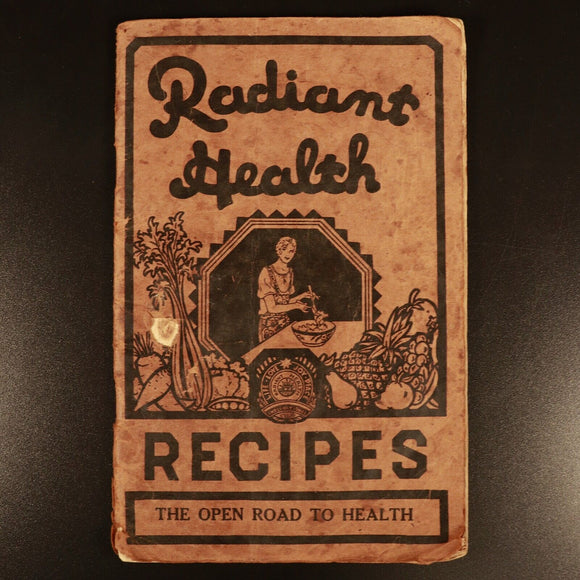 Radiant
Health
RECIPES
THE OPEN ROAD TO HEALTH